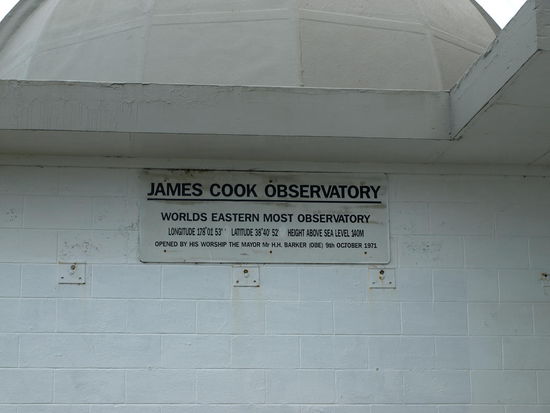 JAMES COOK OBSERVATORY
WORLDS EASTERN MOST OBSERVATORY
LONGITUDE 178°01' 53'' LATITUDE 38°40' 52' HEIGHT ABOVE SEA LEVEL 140M
OPENED BY HIS WORSHIP THE MAYOR Mr H.H. BARKER (OBE) 9th OCTOBER 1971